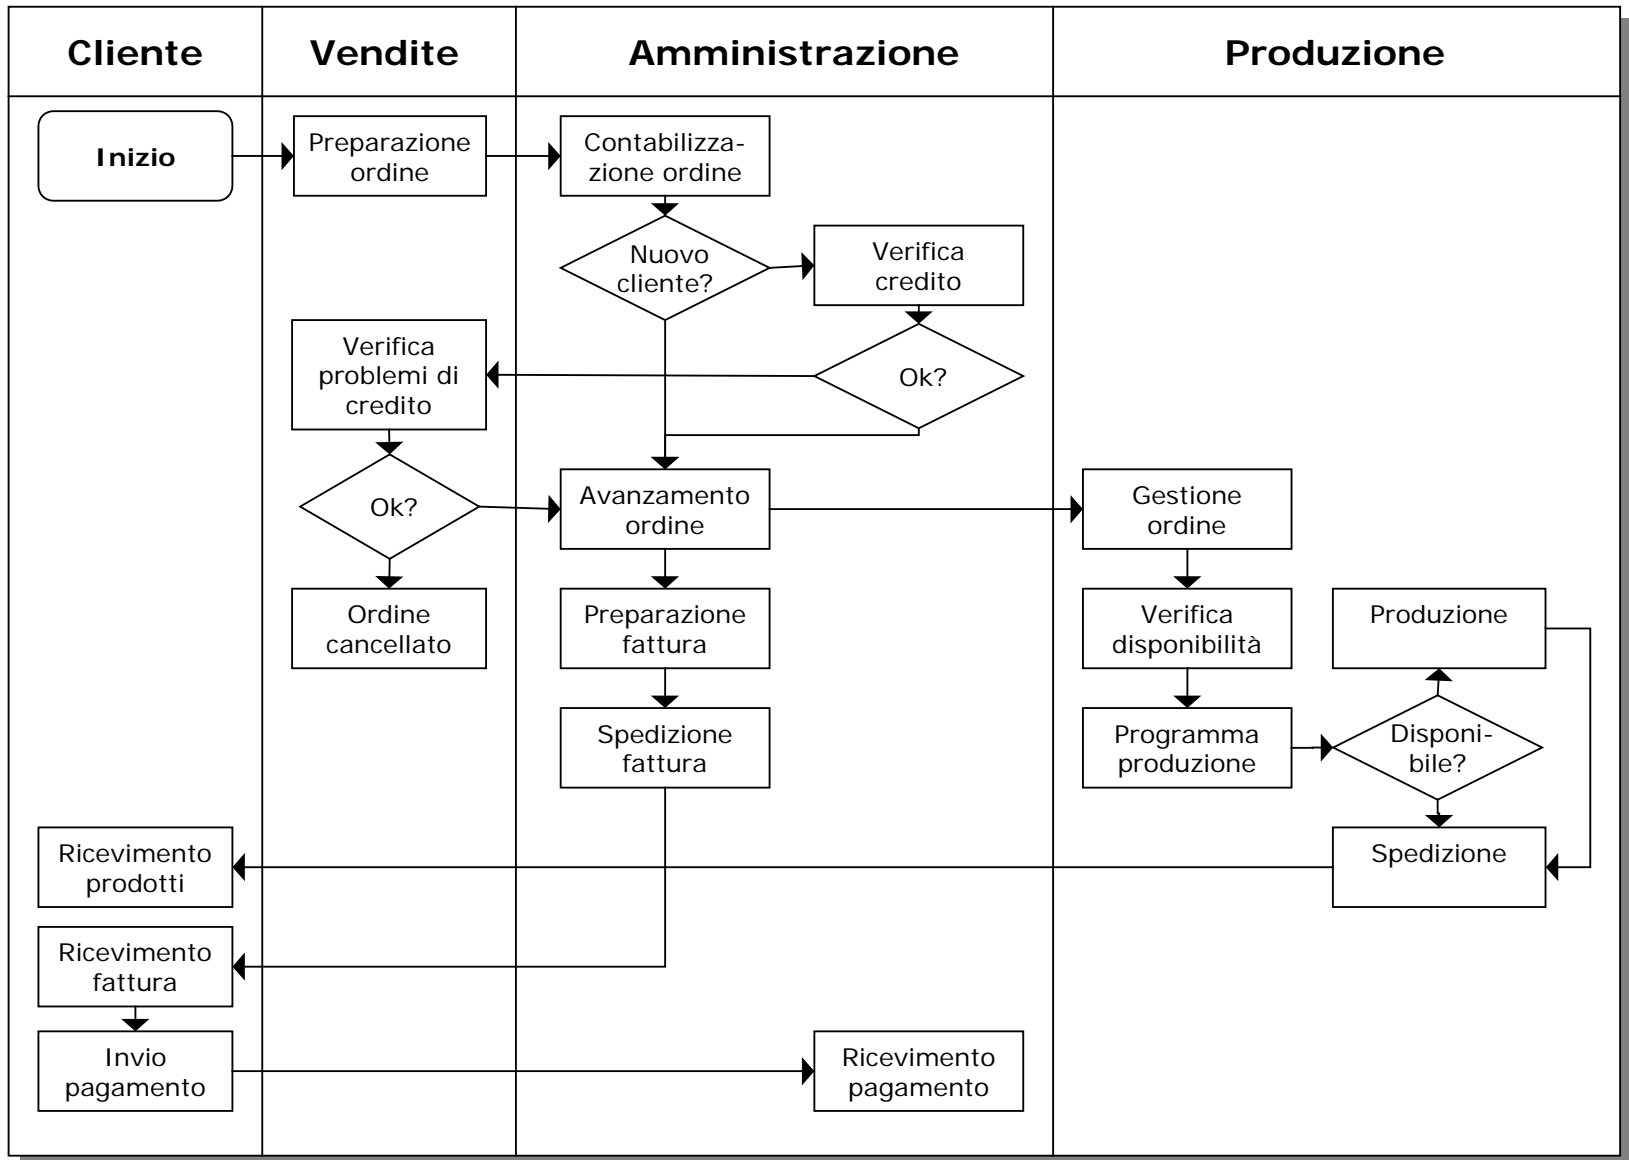 Cliente
Vendite
Amministrazione
Produzione
Inizio
Preparazione
ordine
Contabilizza-
zione ordine
Nuovo
cliente?
Verifica
credito
Verifica
problemi di
credito
Ok?
Ok?
Avanzamento
ordine
Gestione
ordine
Ordine
cancellato
Preparazione
fattura
Verifica
disponibilità
Produzione
Spedizione
fattura
Programma
produzione
Disponi-
bile?
Ricevimento
prodotti
Spedizione
Ricevimento
fattura
Invio
pagamento
Ricevimento
pagamento